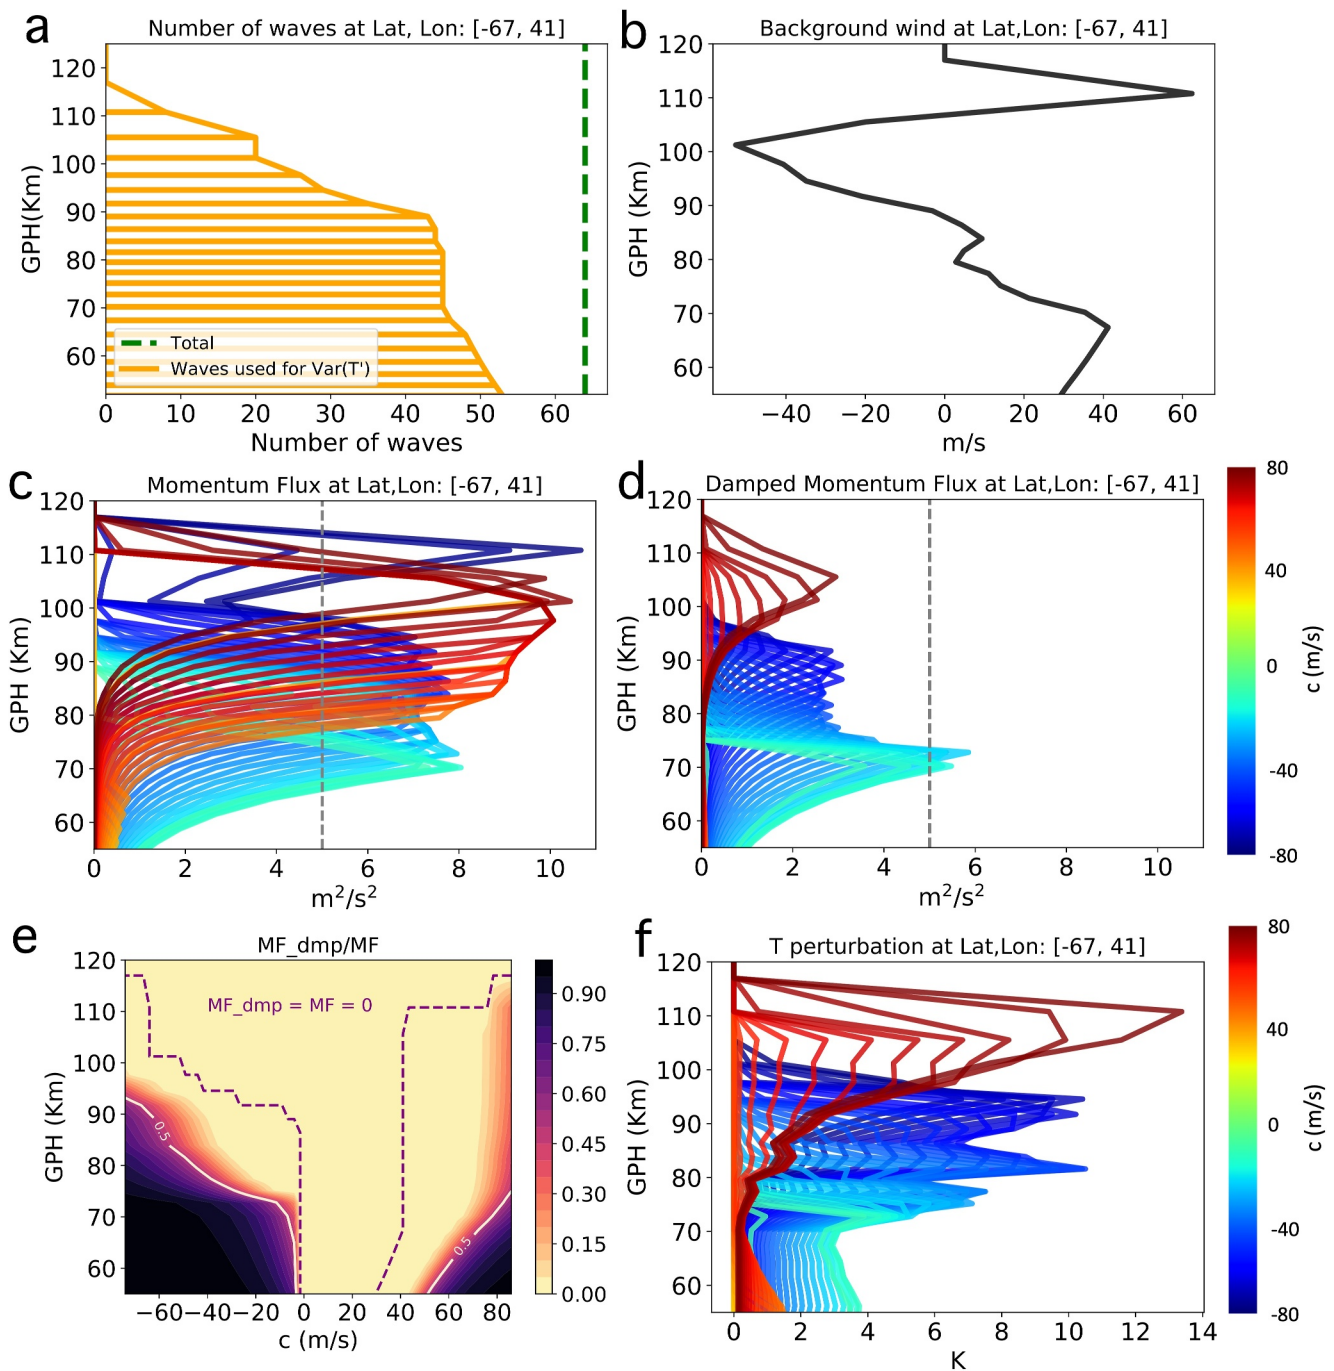 a
Number of waves at Lat, Lon: [-67, 41]
GPH(Km)
120
110
100
90
80
70
60
Total
Waves used for Var(T')
0 10 20 30 40 50 60
Number of waves
b
Background wind at Lat,Lon: [-67, 41]
GPH (Km)
120
110
100
90
80
70
60
−40 −20 0 20 40 60
m/s
c
Momentum Flux at Lat,Lon: [-67, 41]
GPH (Km)
120
110
100
90
80
70
60
0 2 4 6 8 10
m²/s²
d
Damped Momentum Flux at Lat,Lon: [-67, 41]
GPH (Km)
120
110
100
90
80
70
60
0 2 4 6 8 10
m²/s²
80
40
0
-40
-80
c (m/s)
e
MF_dmp/MF
GPH (Km)
120
110
100
90
80
70
60
MF_dmp = MF = 0
0.5
0.5
−60 −40 −20 0 20 40 60 80
c (m/s)
0.90
0.75
0.60
0.45
0.30
0.15
0.00
f
T perturbation at Lat,Lon: [-67, 41]
GPH (Km)
120
110
100
90
80
70
60
0 2 4 6 8 10 12 14
K
80
40
0
-40
-80
c (m/s)